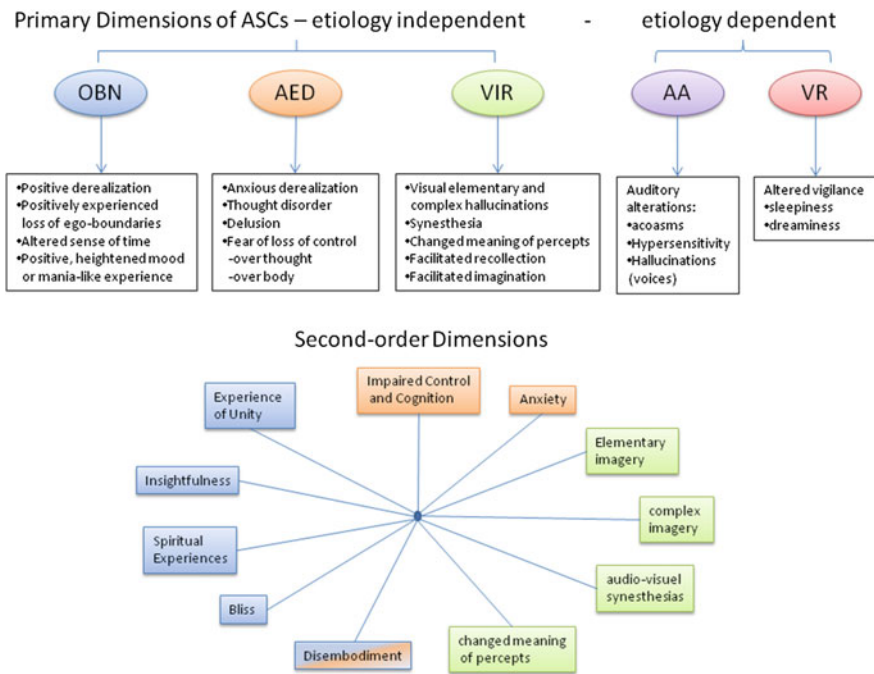 Primary Dimensions of ASCs – etiology independent - etiology dependent
OBN
AED
VIR
AA
VR
•Positive derealization
•Positively experienced
loss of ego-boundaries
•Altered sense of time
•Positive, heightened mood
or mania-like experience
•Anxious derealization
•Thought disorder
•Delusion
•Fear of loss of control
-over thought
-over body
•Visual elementary and
complex hallucinations
•Synesthesia
•Changed meaning of percepts
•Facilitated recollection
•Facilitated imagination
Auditory
alterations:
•acoasms
•Hypersensitivity
•Hallucinations
(voices)
Altered vigilance
•sleepiness
•dreaminess
Second-order Dimensions
Experience
of Unity
Impaired Control
and Cognition
Anxiety
Elementary
imagery
Insightfulness
complex
imagery
Spiritual
Experiences
audio-visuel
synesthesias
Bliss
Disembodiment
changed meaning
of percepts